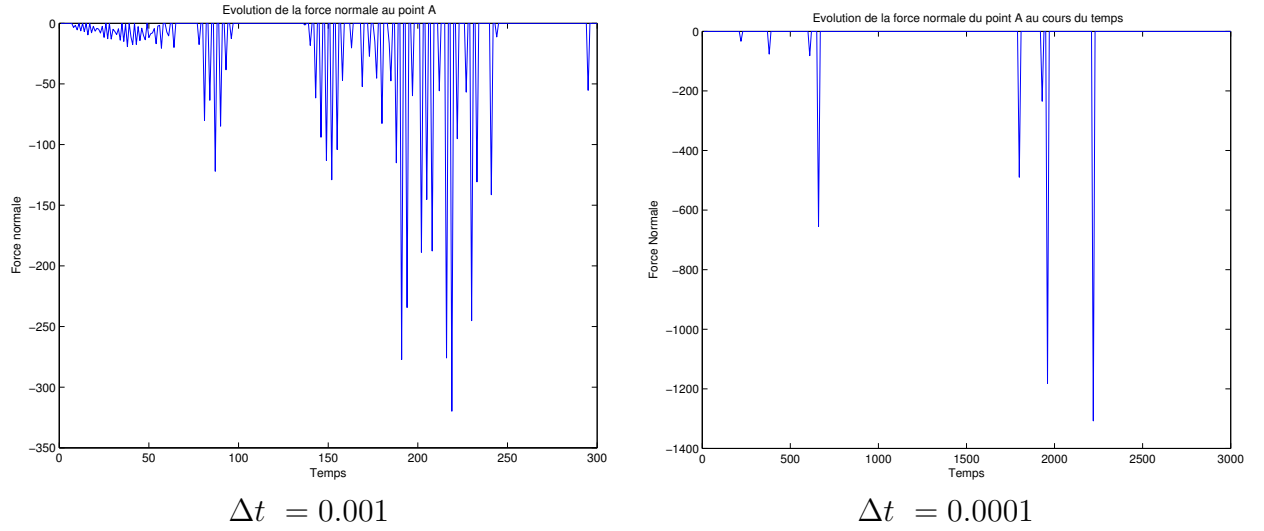 Evolution de la force normale au point A
0
−50
−100
−150
−200
−250
−300
−350
Force normale
0 50 100 150 200 250 300
Temps
Δt = 0.001
Evolution de la force normale du point A au cours du temps
0
−200
−400
−600
−800
−1000
−1200
−1400
Force Normale
0 500 1000 1500 2000 2500 3000
Temps
Δt = 0.0001